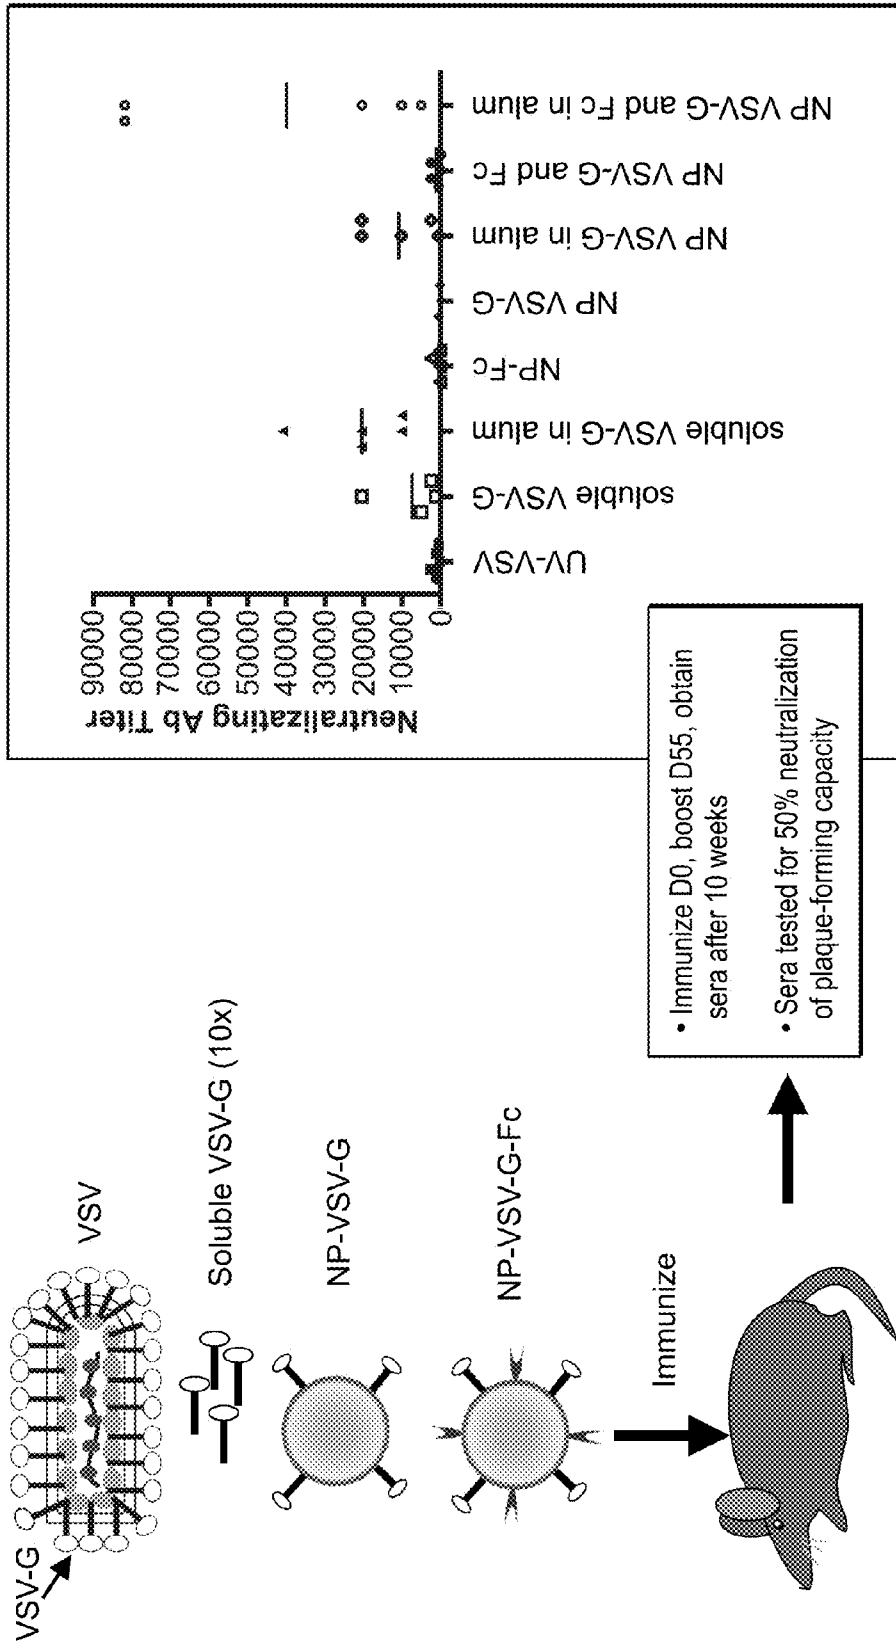 VSV-G
VSV
Soluble VSV-G (10x)
NP-VSV-G
NP-VSV-G-Fc
Immunize
• Immunize D0, boost D55, obtain
sera after 10 weeks
• Sera tested for 50% neutralization
of plaque-forming capacity
Neutralizating Ab Titer
90000
80000
70000
60000
50000
40000
30000
20000
10000
0
UV-VSV
soluble VSV-G
soluble VSV-G in alum
NP-Fc
NP VSV-G
NP VSV-G in alum
NP VSV-G and Fc
NP VSV-G and Fc in alum